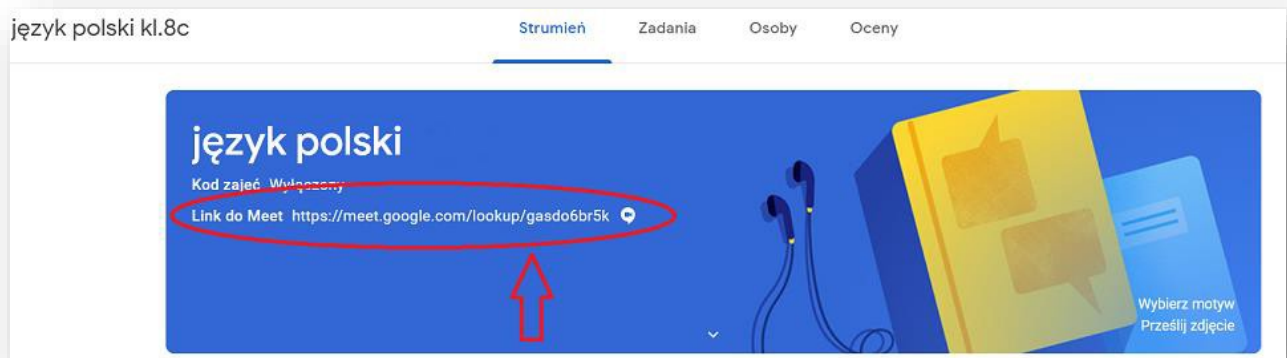 język polski kl.8c
Strumień Zadania Osoby Oceny
język polski
Kod zajęć Wyłączony
Link do Meet https://meet.google.com/lookup/gasdo6br5k
Wybierz motyw
Prześlij zdjęcie